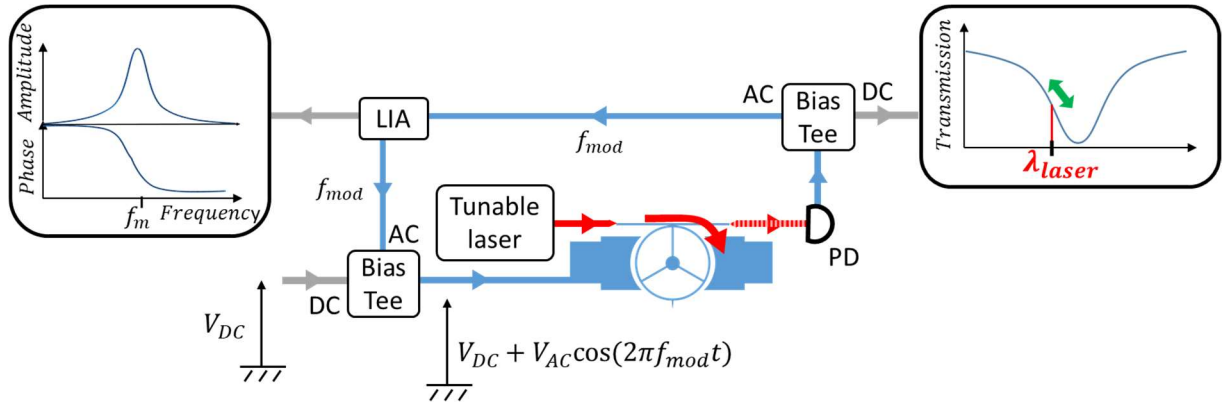 Amplitude
Phase
f_m
Frequency
LIA
f_mod
AC
Bias
Tee
DC
Transmission
λ_laser
f_mod
Tunable
laser
PD
AC
Bias
Tee
DC
V_DC
V_DC + V_AC cos(2πf_mod t)